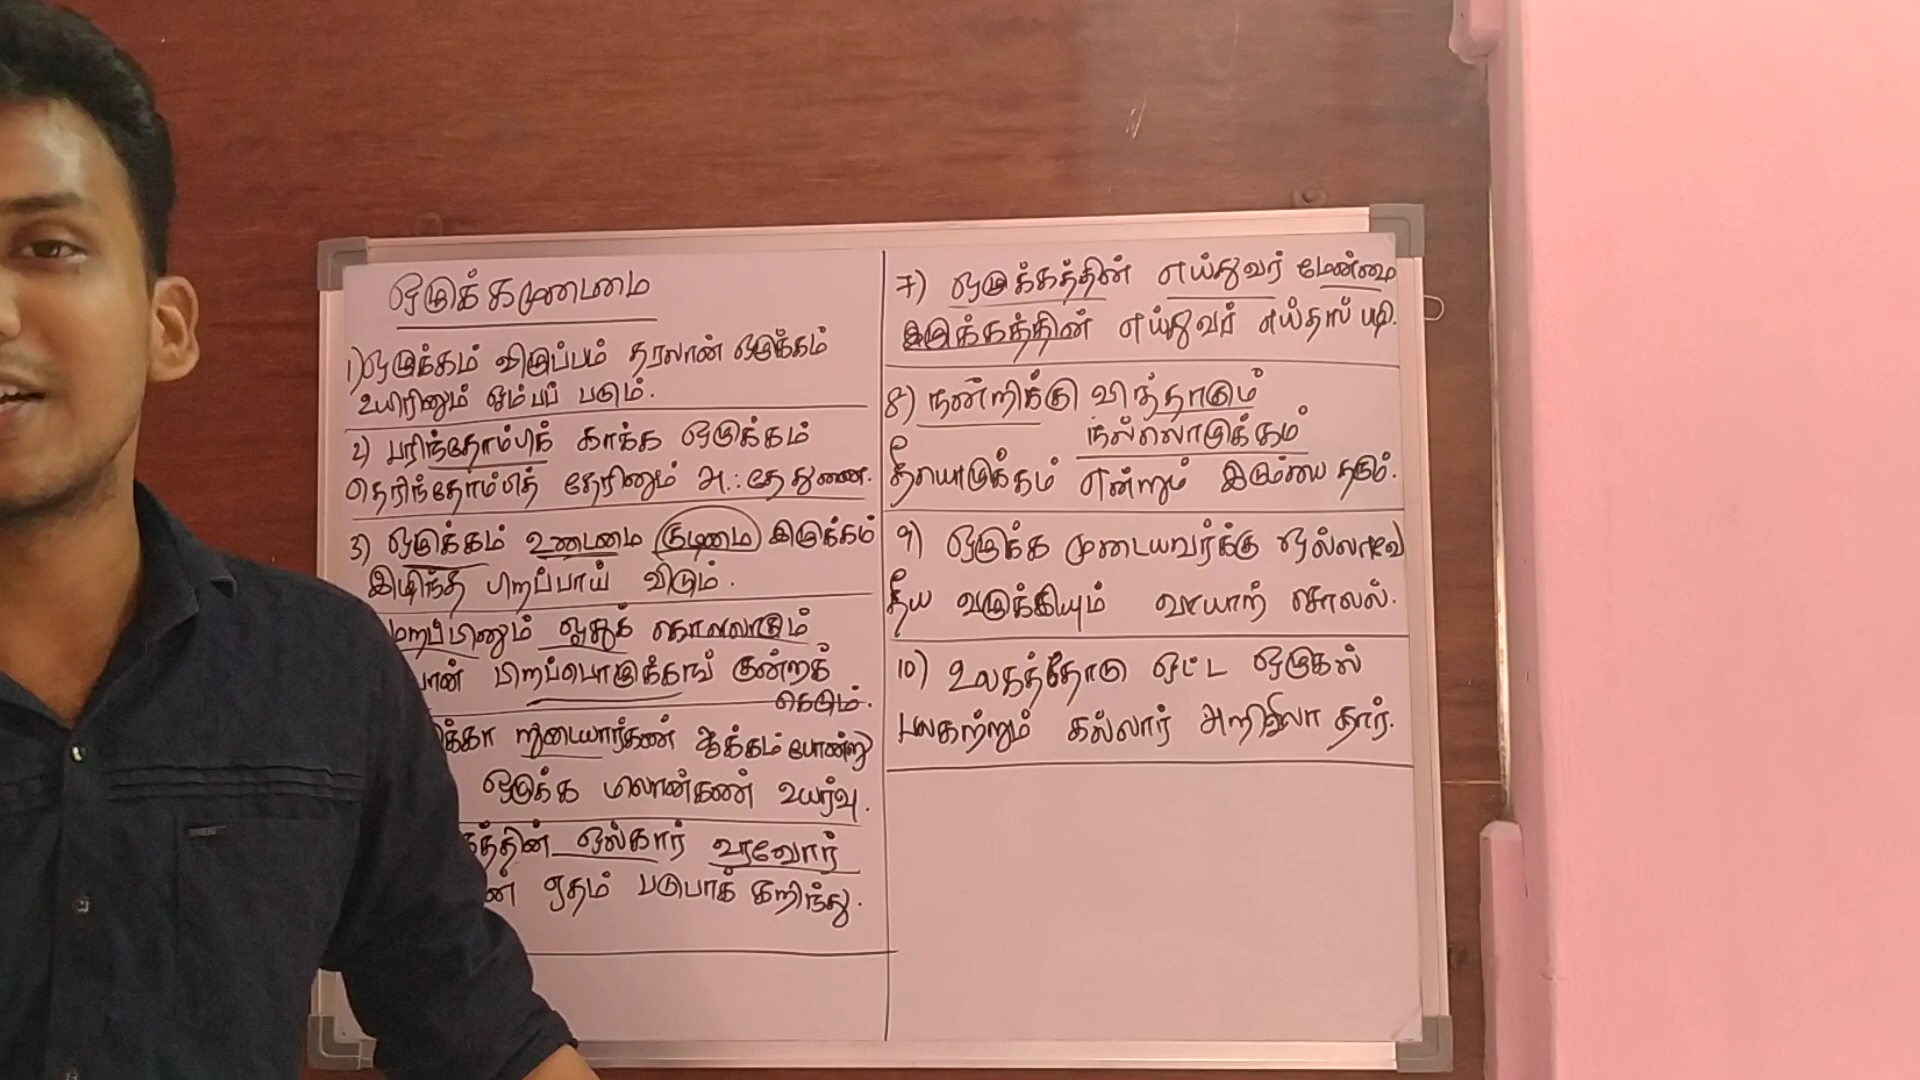 ஒழுக்கமுடைமை
1) ஒழுக்கம் விழுப்பம் தரலான் ஒழுக்கம்
உயிரினும் ஓம்பப் படும்.
2) பரிந்தோம்பிக் காக்க ஒழுக்கம்
தெரிந்தோம்பித் தேரினும் அ.:தே துணை.
3) ஒழுக்கம் உடைமை குடிமை இழுக்கம்
இழிந்த பிறப்பாய் விடும்.
மறப்பினும் ஓதுக் கொளலாகும்
பான் பிறப்பொழுக்கங் குன்றக்
கெடும்.
ழுக்கா றுடையார்கண் ஆக்கம் போன்று
ஒழுக்க மிலான்கண் உயர்வு.
கத்தின் ஒல்கார் உரவோர்
ன் ஏதம் படுபாக் கறிந்து.
7) ஒழுக்கத்தின் எய்துவர் மேன்மை
இழுக்கத்தின் எய்துவர் எய்தாப் பழி.
8) நன்றிக்கு வித்தாகும்
நல்லொழுக்கம்
தீயொழுக்கம் என்றும் இடும்பை தரும்.
9) ஒழுக்க முடையவர்க்கு ஒல்லாவே
தீய வழுக்கியும் வாயாற் சொலல்.
10) உலகத்தோடு ஒட்ட ஒழுகல்
பலகற்றும் கல்லார் அறிவிலா தார்.